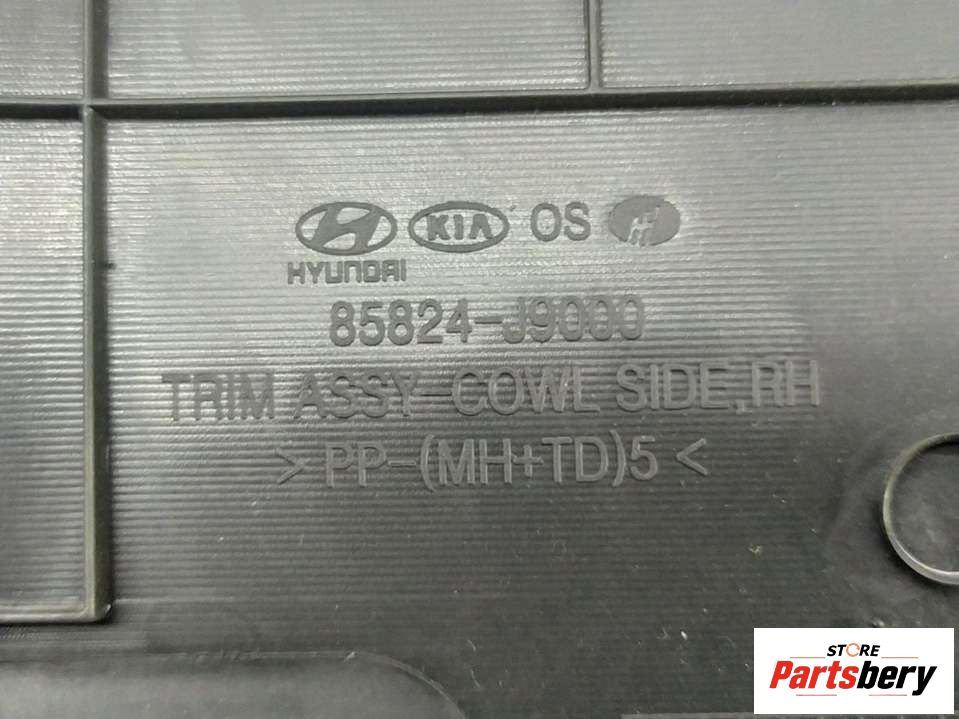 KIA OS
HYUNDAI
85824-J9000
TRIM ASSY-COWL SIDE,RH
>PP-(MH+TD)5<
STORE
Partsbery